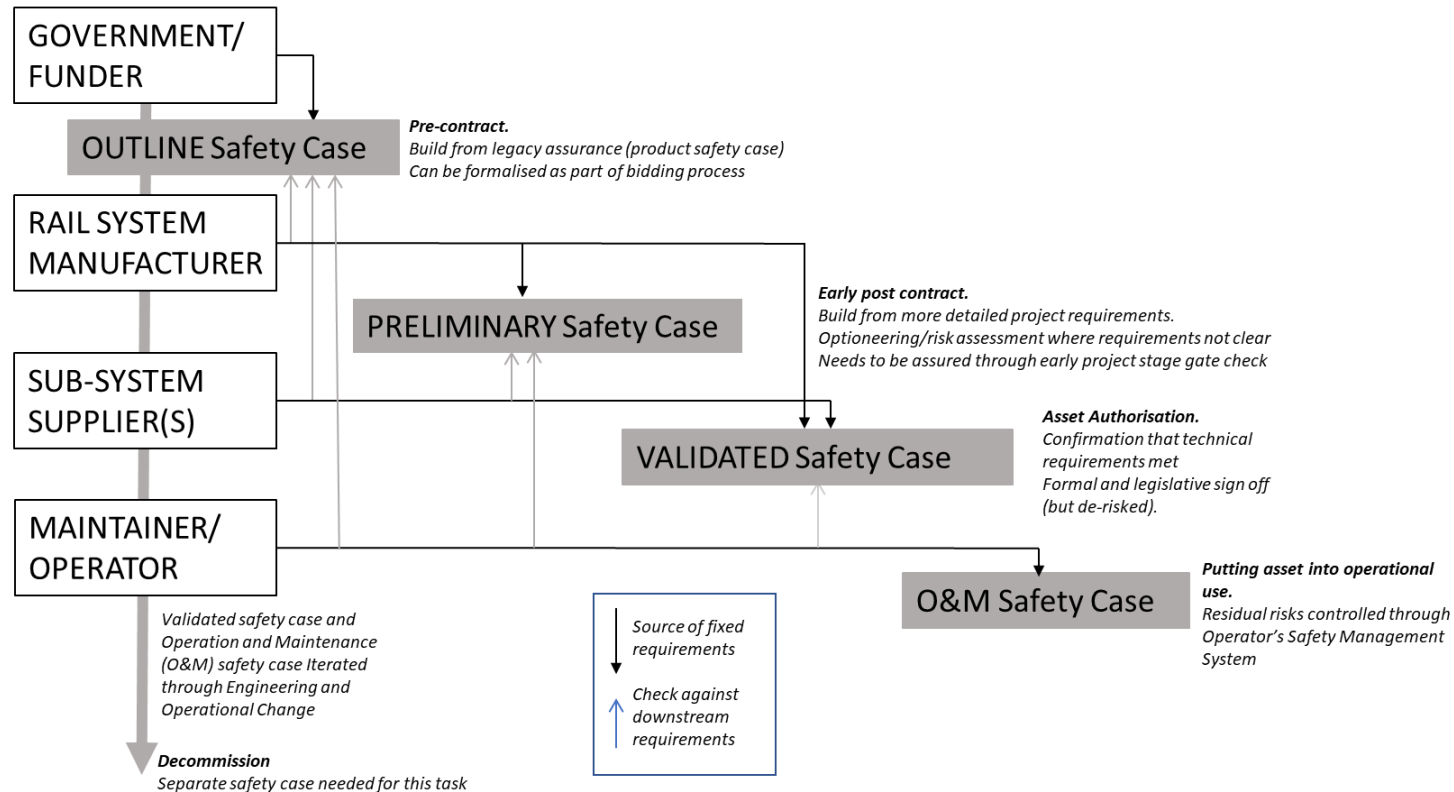 GOVERNMENT/
FUNDER
OUTLINE Safety Case
Pre-contract.
Build from legacy assurance (product safety case)
Can be formalised as part of bidding process
RAIL SYSTEM
MANUFACTURER
PRELIMINARY Safety Case
Early post contract.
Build from more detailed project requirements.
Optioneering/risk assessment where requirements not clear
Needs to be assured through early project stage gate check
SUB-SYSTEM
SUPPLIER(S)
VALIDATED Safety Case
Asset Authorisation.
Confirmation that technical
requirements met
Formal and legislative sign off
(but de-risked).
MAINTAINER/
OPERATOR
O&M Safety Case
Putting asset into operational
use.
Residual risks controlled through
Operator's Safety Management
System
Validated safety case and
Operation and Maintenance
(O&M) safety case Iterated
through Engineering and
Operational Change
Source of fixed
requirements
Check against
downstream
requirements
Decommission
Separate safety case needed for this task